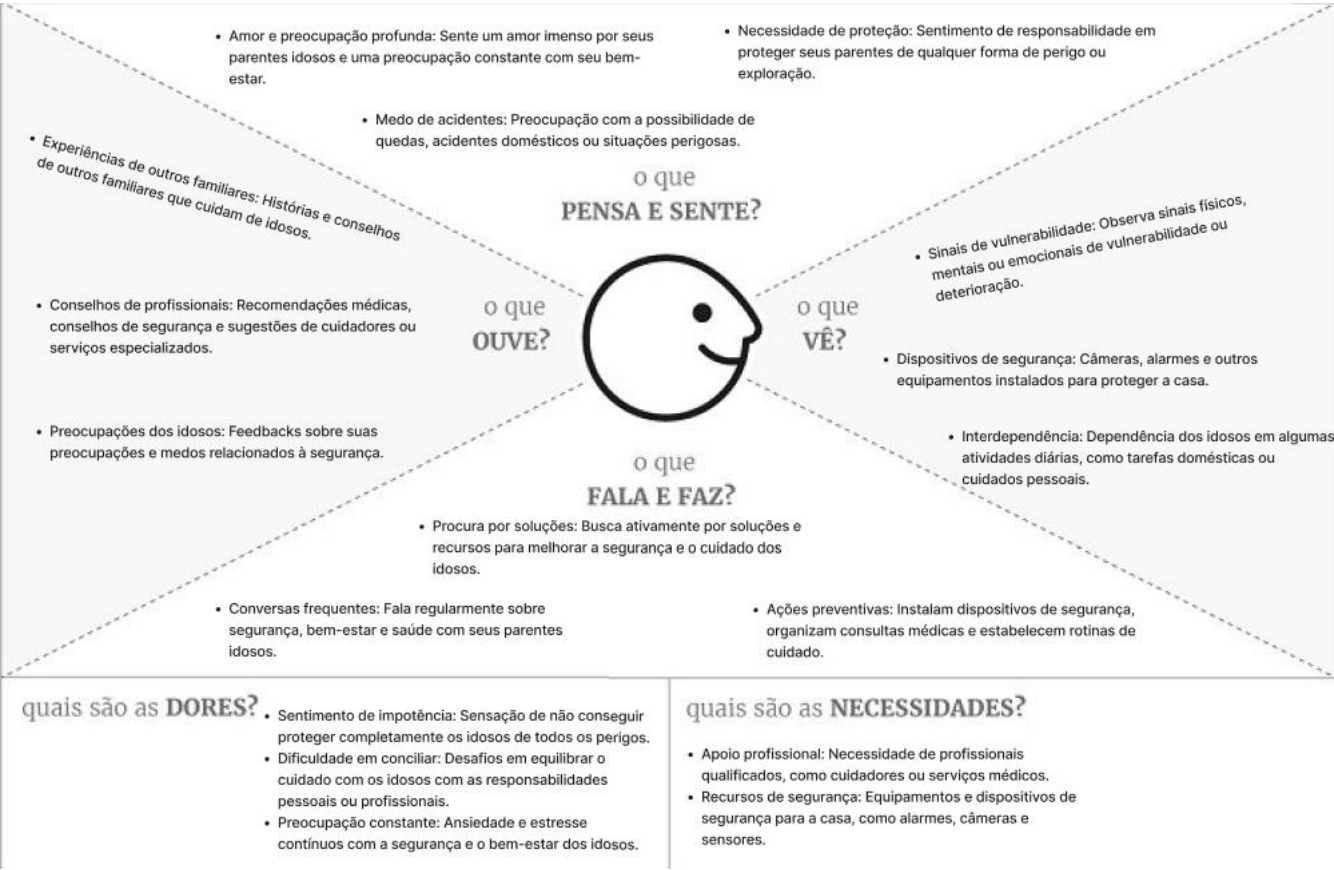 • Amor e preocupação profunda: Sente um amor imenso por seus
parentes idosos e uma preocupação constante com seu bem-
estar.
• Necessidade de proteção: Sentimento de responsabilidade em
proteger seus parentes de qualquer forma de perigo ou
exploração.
• Medo de acidentes: Preocupação com a possibilidade de
quedas, acidentes domésticos ou situações perigosas.
o que
PENSA E SENTE?
• Experiências de outros familiares: Histórias e conselhos
de outros familiares que cuidam de idosos.
• Conselhos de profissionais: Recomendações médicas,
conselhos de segurança e sugestões de cuidadores ou
serviços especializados.
• Preocupações dos idosos: Feedbacks sobre suas
preocupações e medos relacionados à segurança.
o que
OUVE?
o que
VÊ?
• Sinais de vulnerabilidade: Observa sinais físicos,
mentais ou emocionais de vulnerabilidade ou
deterioração.
• Dispositivos de segurança: Câmeras, alarmes e outros
equipamentos instalados para proteger a casa.
• Interdependência: Dependência dos idosos em algumas
atividades diárias, como tarefas domésticas ou
cuidados pessoais.
o que
FALA E FAZ?
• Procura por soluções: Busca ativamente por soluções e
recursos para melhorar a segurança e o cuidado dos
idosos.
• Conversas frequentes: Fala regularmente sobre
segurança, bem-estar e saúde com seus parentes
idosos.
• Ações preventivas: Instalam dispositivos de segurança,
organizam consultas médicas e estabelecem rotinas de
cuidado.
quais são as DORES?
• Sentimento de impotência: Sensação de não conseguir
proteger completamente os idosos de todos os perigos.
• Dificuldade em conciliar: Desafios em equilibrar o
cuidado com os idosos com as responsabilidades
pessoais ou profissionais.
• Preocupação constante: Ansiedade e estresse
contínuos com a segurança e o bem-estar dos idosos.
quais são as NECESSIDADES?
• Apoio profissional: Necessidade de profissionais
qualificados, como cuidadores ou serviços médicos.
• Recursos de segurança: Equipamentos e dispositivos de
segurança para a casa, como alarmes, câmeras e
sensores.